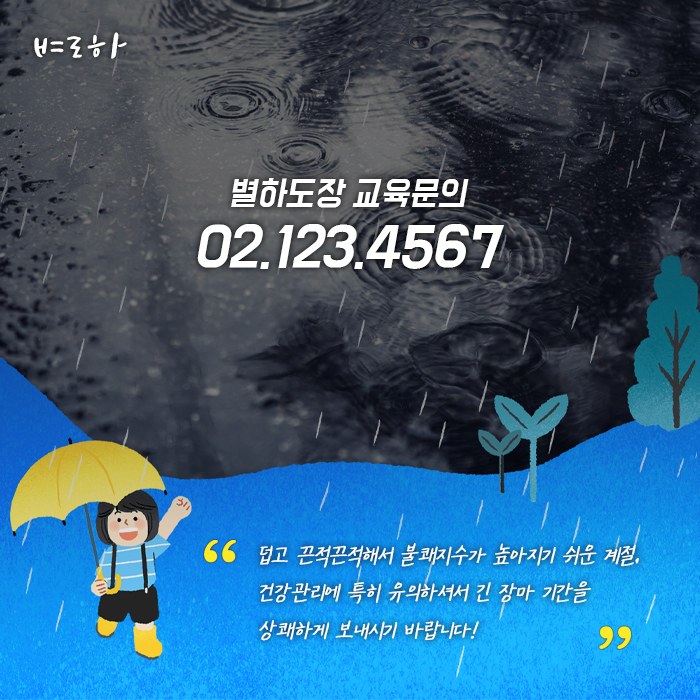 벼르하
별하도장 교육문의
02.123.4567
“ 덥고 끈적끈적해서 불쾌지수가 높아지기 쉬운 계절,
건강관리에 특히 유의하셔서 긴 장마 기간을
상쾌하게 보내시기 바랍니다! ”